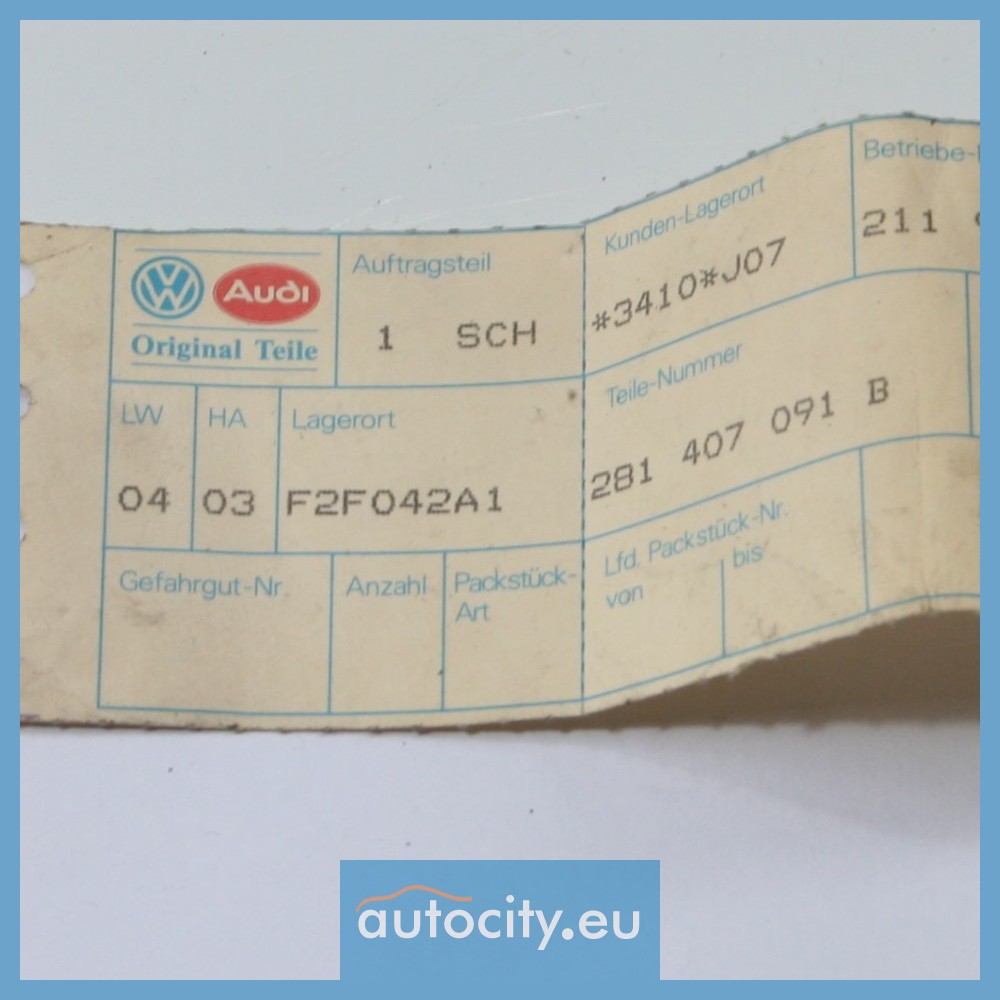 VW Audi
Original Teile
Auftragsteil
1 SCH
Kunden-Lagerort
*3410*J07
Betriebe-
211
LW
04
HA
03
Lagerort
F2F042A1
Teile-Nummer
281 407 091 B
Gefahrgut-Nr.
Anzahl
Packstück-
Art
Lfd. Packstück-Nr.
von
bis
autocity.eu